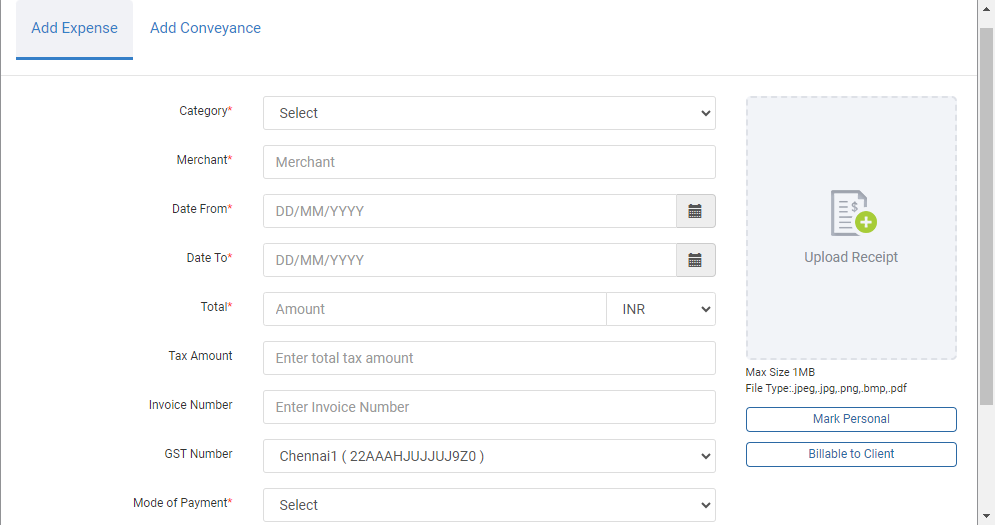 Add Expense Add Conveyance
Category* Select
Merchant* Merchant
Date From* DD/MM/YYYY
Date To* DD/MM/YYYY
Total* Amount INR
Tax Amount Enter total tax amount
Invoice Number Enter Invoice Number
GST Number Chennai1 ( 22AAAHJUJJUJ9Z0 )
Mode of Payment* Select
$
Upload Receipt
Max Size 1MB
File Type:.jpeg,.jpg,.png,.bmp,.pdf
Mark Personal
Billable to Client